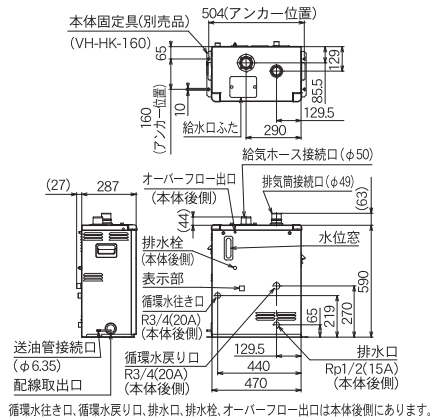 504(アンカー位置)
本体固定具(別売品)
(VH-HK-160)
65
160
(アンカー位置)
10
給水口ふた
129
85.5
129.5
290
給気ホース接続口(φ50)
オーバーフロー出口
(本体後側)
排気筒接続口(φ49)
(27)
287
(44)
(63)
排水栓
(本体後側)
水位窓
表示部
循環水往き口
R3/4(20A)
(本体後側)
590
270
219
65
送油管接続口
(φ6.35)
配線取出口
循環水戻り口
R3/4(20A)
(本体後側)
129.5
440
470
排水口
Rp1/2(15A)
(本体後側)
循環水往き口、循環水戻り口、排水口、排水栓、オーバーフロー出口は本体後側にあります。